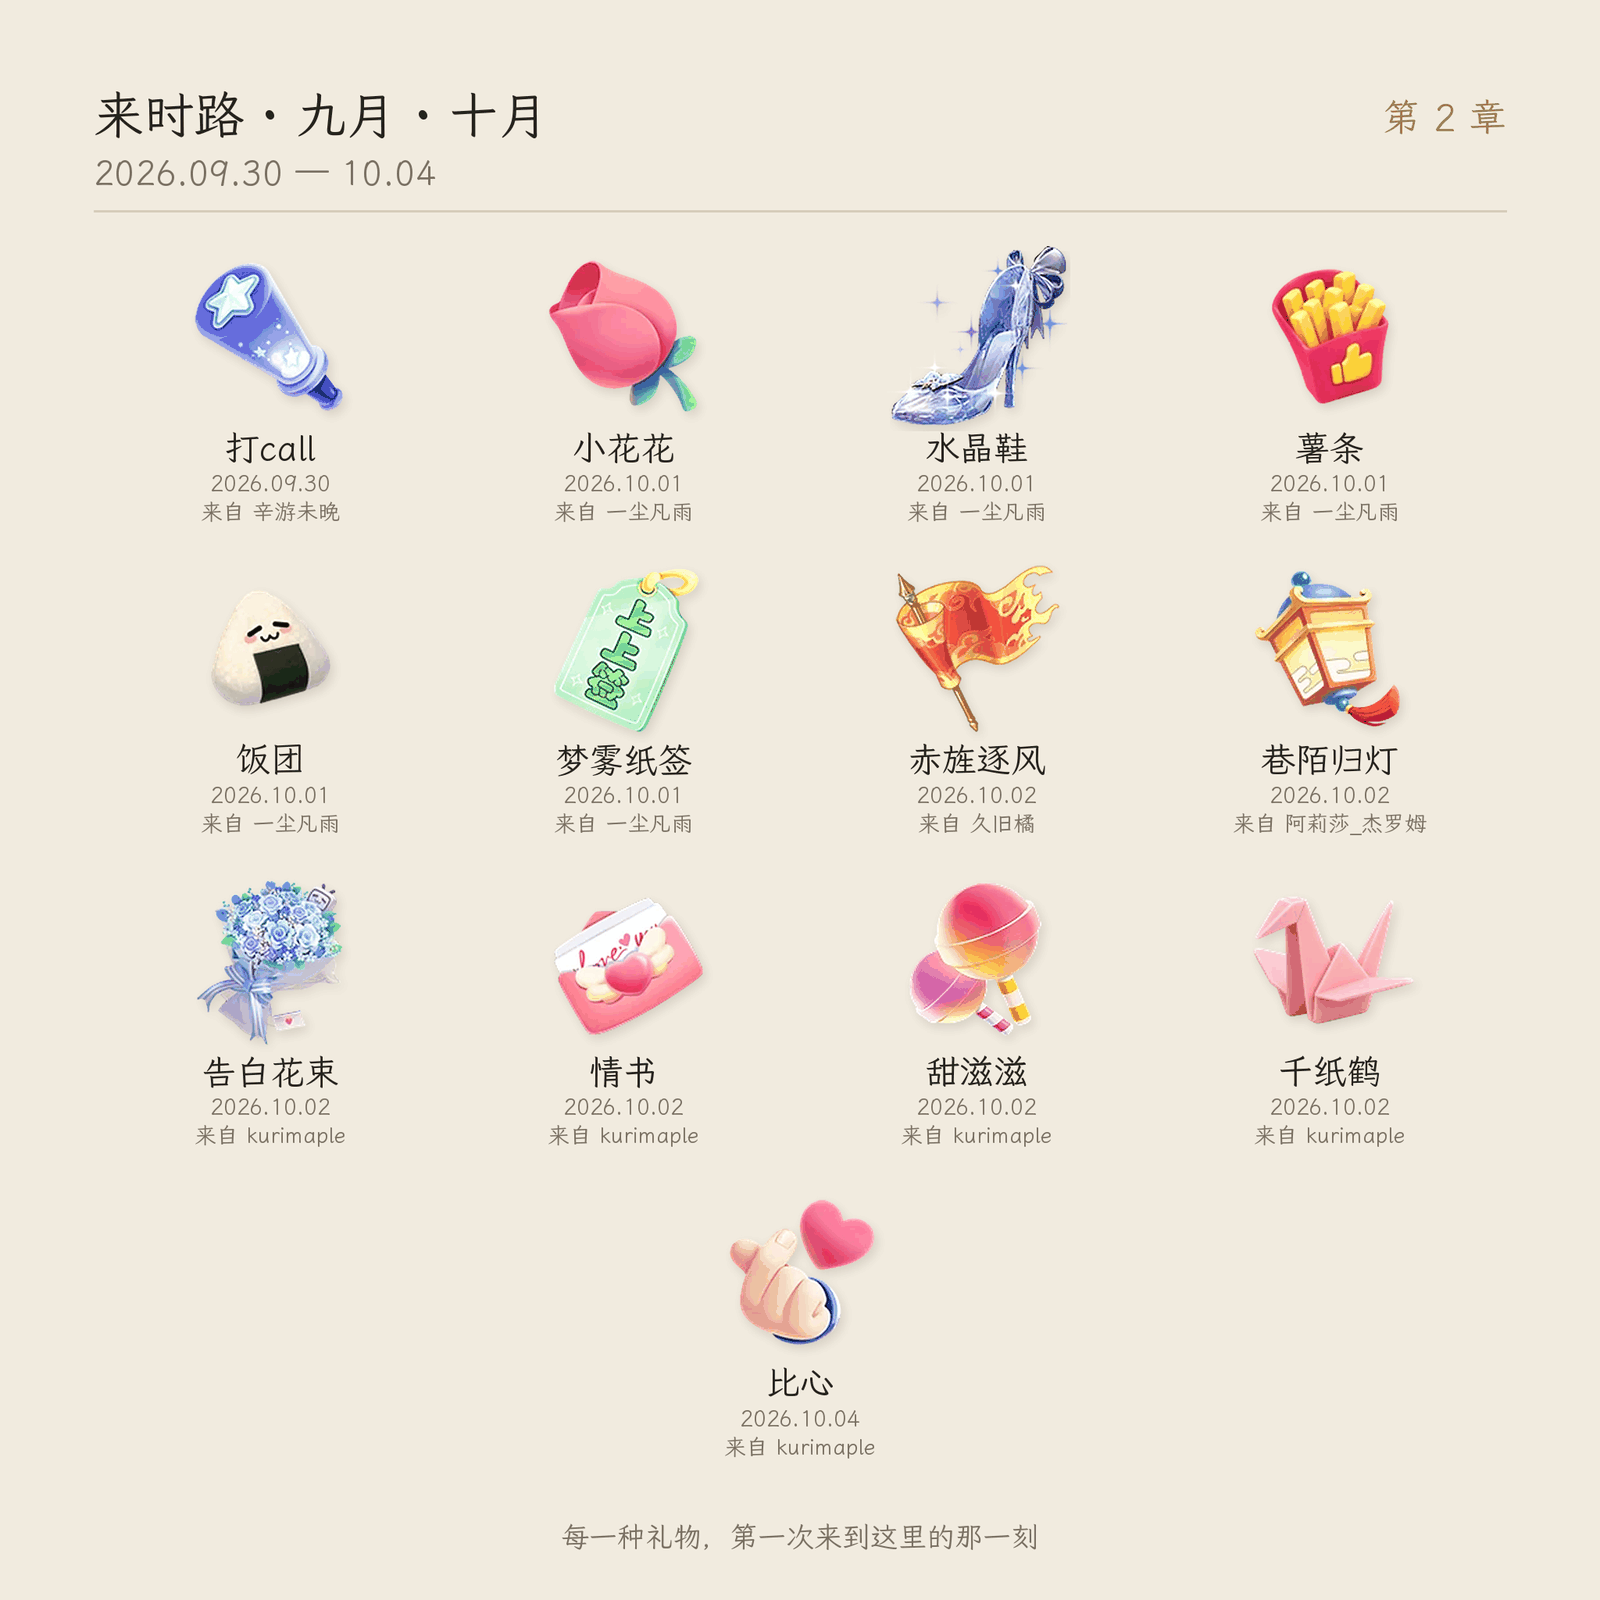 来时路·九月·十月
第 2 章
2026.09.30 — 10.04
打call
2026.09.30
来自 辛游未晚
小花花
2026.10.01
来自 一尘凡雨
水晶鞋
2026.10.01
来自 一尘凡雨
薯条
2026.10.01
来自 一尘凡雨
饭团
2026.10.01
来自 一尘凡雨
上上签
梦雾纸签
2026.10.01
来自 一尘凡雨
赤旌逐风
2026.10.02
来自 久旧橘
巷陌归灯
2026.10.02
来自 阿莉莎_杰罗姆
告白花束
2026.10.02
来自 kurimaple
love you
情书
2026.10.02
来自 kurimaple
甜滋滋
2026.10.02
来自 kurimaple
千纸鹤
2026.10.02
来自 kurimaple
比心
2026.10.04
来自 kurimaple
每一种礼物，第一次来到这里的那一刻